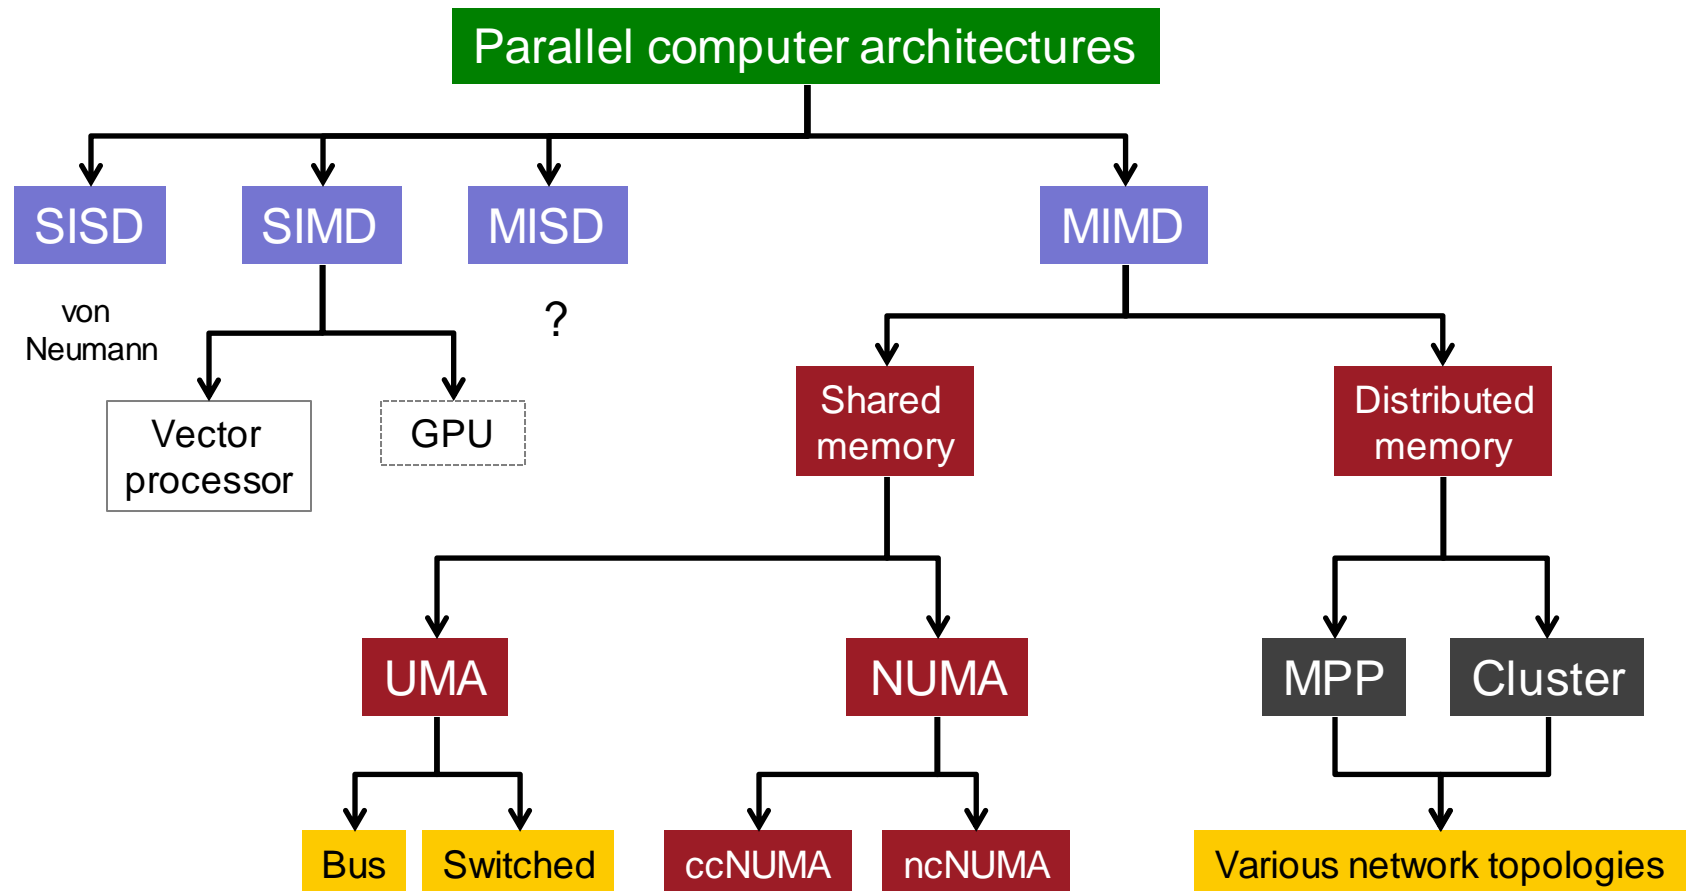 Parallel computer architectures
SISD
SIMD
MISD
MIMD
von
Neumann
?
Vector
processor
GPU
Shared
memory
Distributed
memory
UMA
NUMA
MPP
Cluster
Bus
Switched
ccNUMA
ncNUMA
Various network topologies